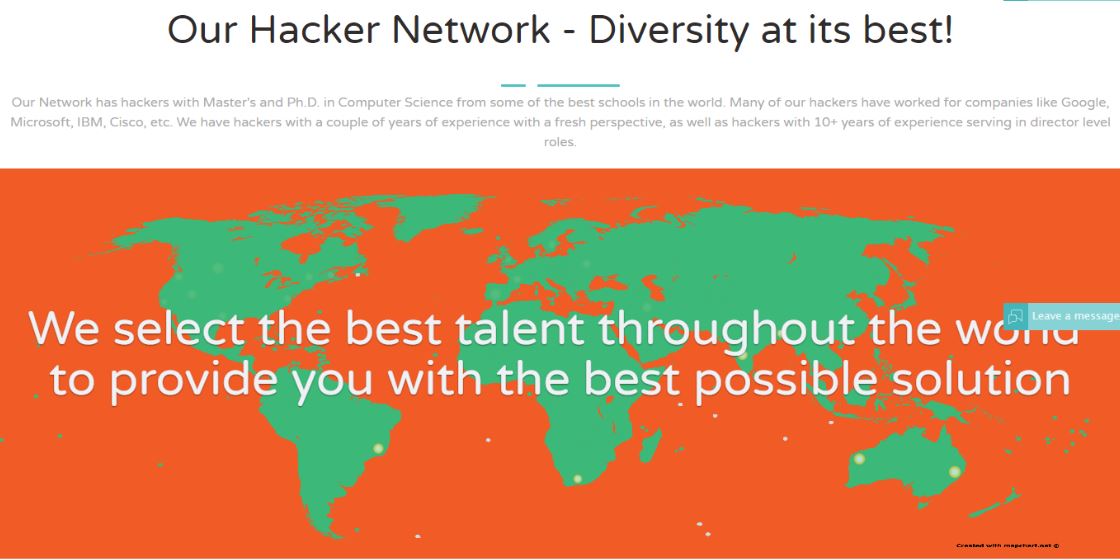 Our Hacker Network - Diversity at its best!
Our Network has hackers with Master's and Ph.D. in Computer Science from some of the best schools in the world. Many of our hackers have worked for companies like Google,
Microsoft, IBM, Cisco, etc. We have hackers with a couple of years of experience with a fresh perspective, as well as hackers with 10+ years of experience serving in director level
roles.
We select the best talent throughout the world
Leave a message
to provide you with the best possible solution
Created with mapchart.net ©